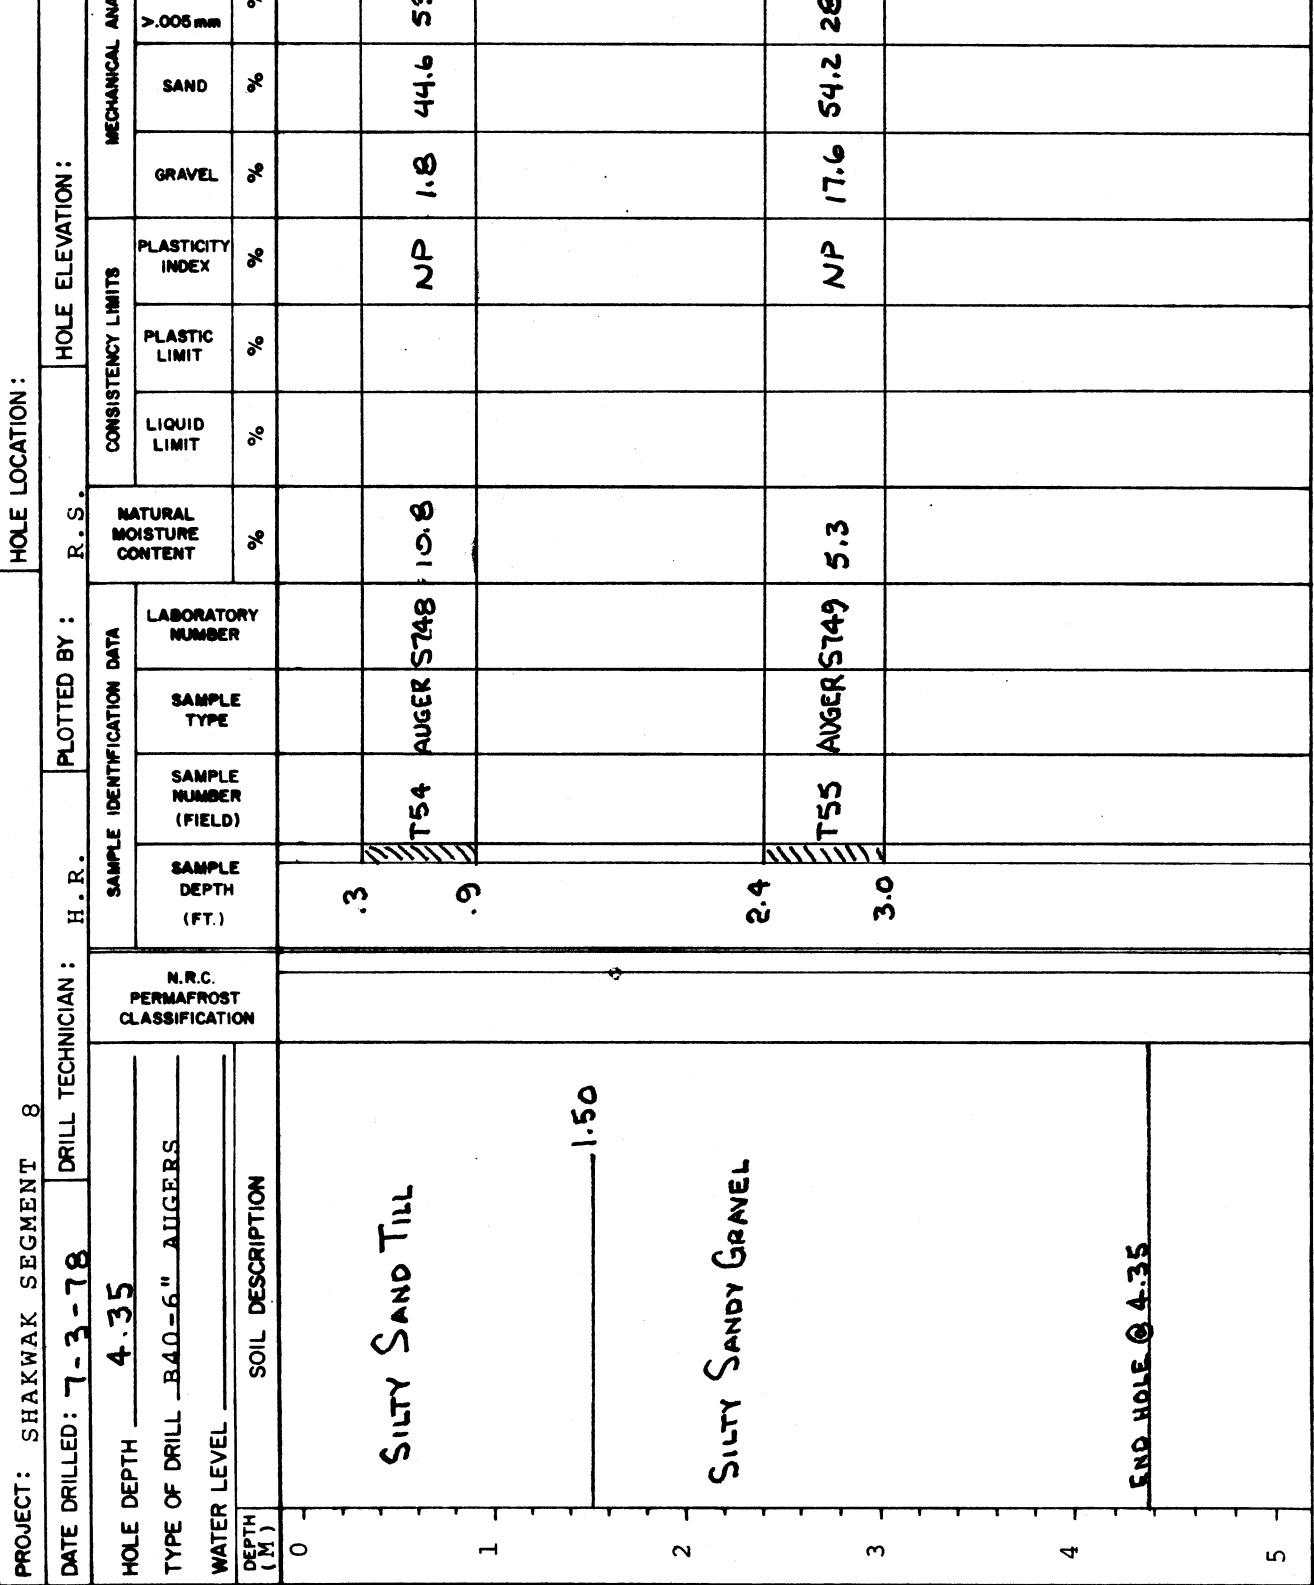 PROJECT: SHAKWAK SEGMENT 8
HOLE LOCATION:
DATE DRILLED: 7-3-78
DRILL TECHNICIAN: H.R.
PLOTTED BY: R.S.
HOLE ELEVATION:
HOLE DEPTH 4.35
TYPE OF DRILL B40-6" AUGERS
WATER LEVEL
DEPTH
(M)
SOIL DESCRIPTION
N.R.C.
PERMAFROST
CLASSIFICATION
SAMPLE IDENTIFICATION DATA
SAMPLE
DEPTH
(FT.)
SAMPLE
NUMBER
(FIELD)
SAMPLE
TYPE
LABORATORY
NUMBER
NATURAL
MOISTURE
CONTENT
%
CONSISTENCY LIMITS
LIQUID
LIMIT
%
PLASTIC
LIMIT
%
PLASTICITY
INDEX
%
MECHANICAL
GRAVEL
%
SAND
%
>.005mm
%
0
.3
SILTY SAND TILL
T54 AUGER S748 10.8 NP 1.8 44.6
.9
1
1.50
2
SILTY SANDY GRAVEL
2.4
T55 AUGER S749 5.3 NP 17.6 54.2
3.0
3
4
END HOLE @ 4.35
5